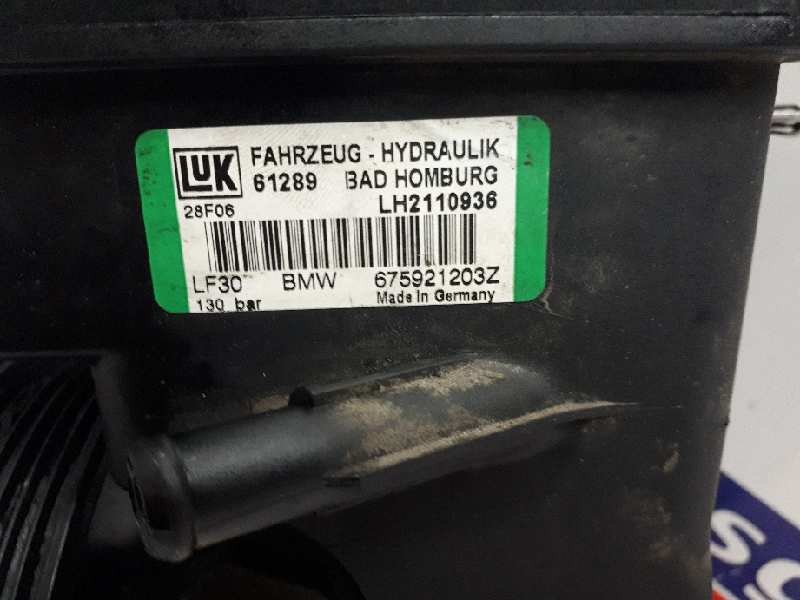 LUK FAHRZEUG - HYDRAULIK
61289 BAD HOMBURG
28F06 LH2110936
LF30 BMW 675921203Z
130 bar Made in Germany